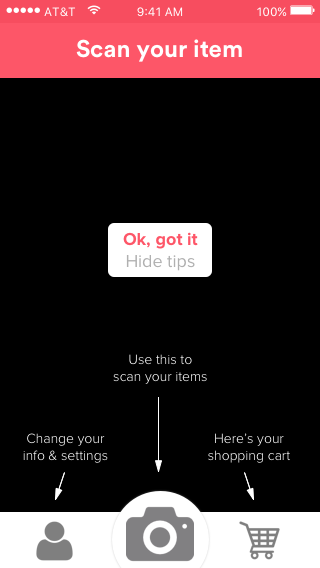 AT&T 9:41 AM 100%
Scan your item
Ok, got it
Hide tips
Use this to
scan your items
Change your
info & settings
Here's your
shopping cart